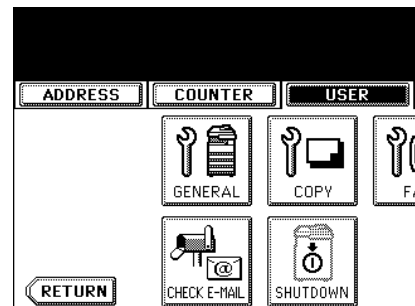 ADDRESS COUNTER USER
GENERAL COPY
CHECK E-MAIL SHUTDOWN
RETURN